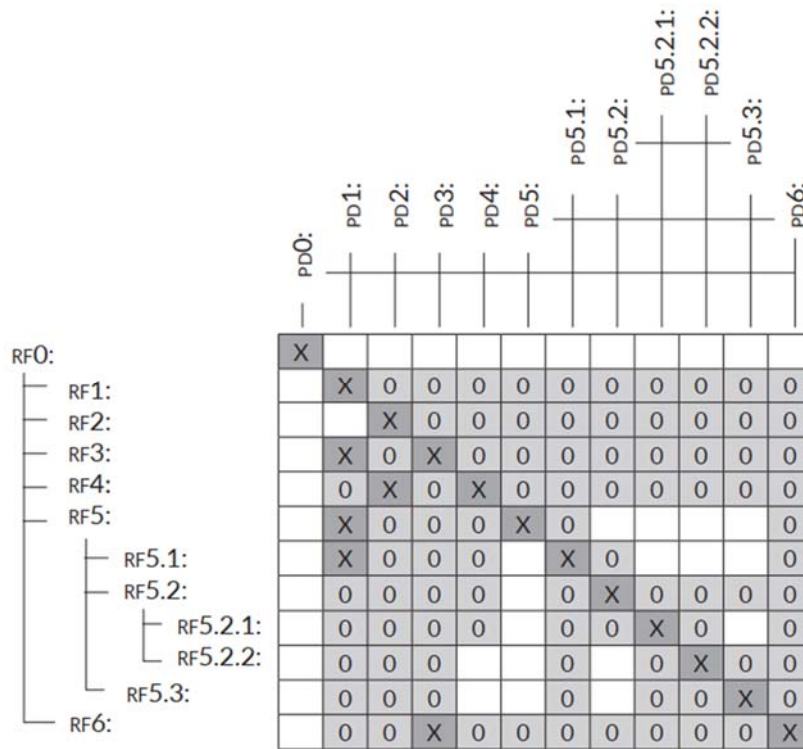 PD0:
PD1:
PD2:
PD3:
PD4:
PD5:
PD5.1:
PD5.2:
PD5.2.1:
PD5.2.2:
PD5.3:
PD6:
RF0: X
RF1: X 0 0 0 0 0 0 0 0 0 0
RF2: X 0 0 0 0 0 0 0 0 0
RF3: X 0 X 0 0 0 0 0 0 0 0
RF4: 0 X 0 X 0 0 0 0 0 0 0
RF5: X 0 0 0 X 0 0
RF5.1: X 0 0 0 X 0 0
RF5.2: 0 0 0 0 0 X 0 0 0 0
RF5.2.1: 0 0 0 0 0 0 X 0 0
RF5.2.2: 0 0 0 0 0 X 0 0
RF5.3: 0 0 0 0 0 0 X 0
RF6: 0 0 X 0 0 0 0 0 0 0 X